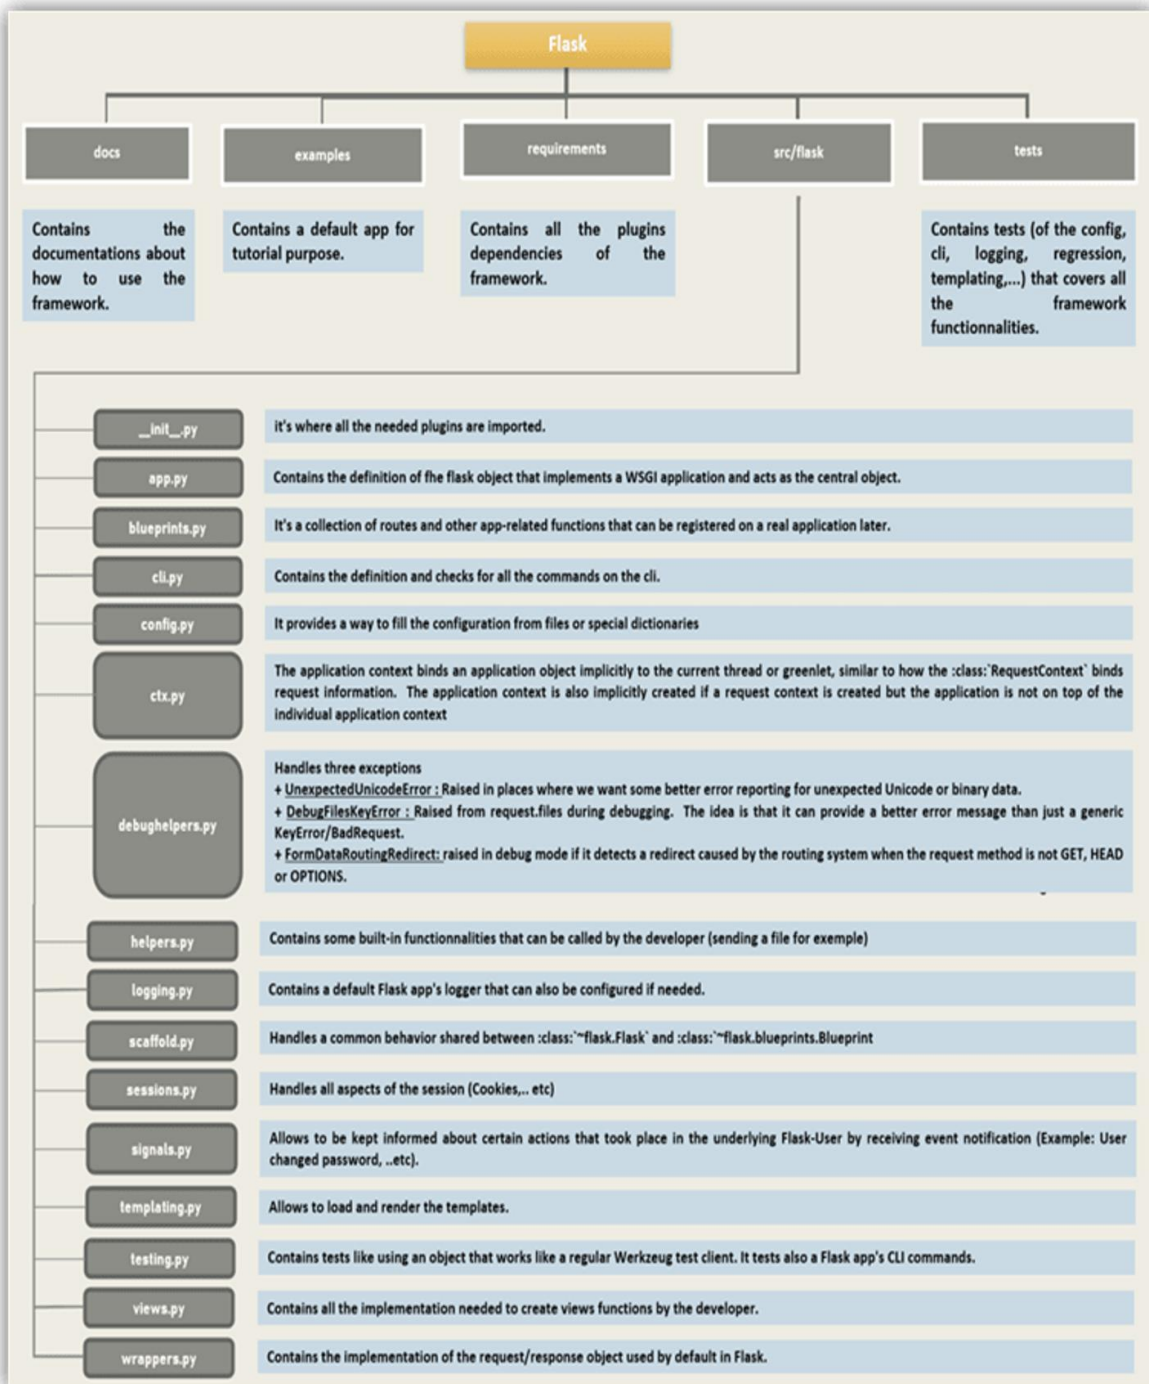 Flask
docs
examples
requirements
src/flask
tests
Contains the
documentations about
how to use the
framework.
Contains a default app for
tutorial purpose.
Contains all the plugins
dependencies of the
framework.
Contains tests (of the config,
cli, logging, regression,
templating,...) that covers all
the framework
functionnalities.
__init__.py
it's where all the needed plugins are imported.
app.py
Contains the definition of fhe flask object that implements a WSGI application and acts as the central object.
blueprints.py
It's a collection of routes and other app-related functions that can be registered on a real application later.
cli.py
Contains the definition and checks for all the commands on the cli.
config.py
It provides a way to fill the configuration from files or special dictionaries
ctx.py
The application context binds an application object implicitly to the current thread or greenlet, similar to how the :class:`RequestContext` binds
request information. The application context is also implicitly created if a request context is created but the application is not on top of the
individual application context
debughelpers.py
Handles three exceptions
+ UnexpectedUnicodeError : Raised in places where we want some better error reporting for unexpected Unicode or binary data.
+ DebugFilesKeyError : Raised from request.files during debugging. The idea is that it can provide a better error message than just a generic
KeyError/BadRequest.
+ FormDataRoutingRedirect: raised in debug mode if it detects a redirect caused by the routing system when the request method is not GET, HEAD
or OPTIONS.
helpers.py
Contains some built-in functionnalities that can be called by the developer (sending a file for exemple)
logging.py
Contains a default Flask app's logger that can also be configured if needed.
scaffold.py
Handles a common behavior shared between :class:`~flask.Flask` and :class:`~flask.blueprints.Blueprint
sessions.py
Handles all aspects of the session (Cookies,.. etc)
signals.py
Allows to be kept informed about certain actions that took place in the underlying Flask-User by receiving event notification (Example: User
changed password, ..etc).
templating.py
Allows to load and render the templates.
testing.py
Contains tests like using an object that works like a regular Werkzeug test client. It tests also a Flask app's CLI commands.
views.py
Contains all the implementation needed to create views functions by the developer.
wrappers.py
Contains the implementation of the request/response object used by default in Flask.